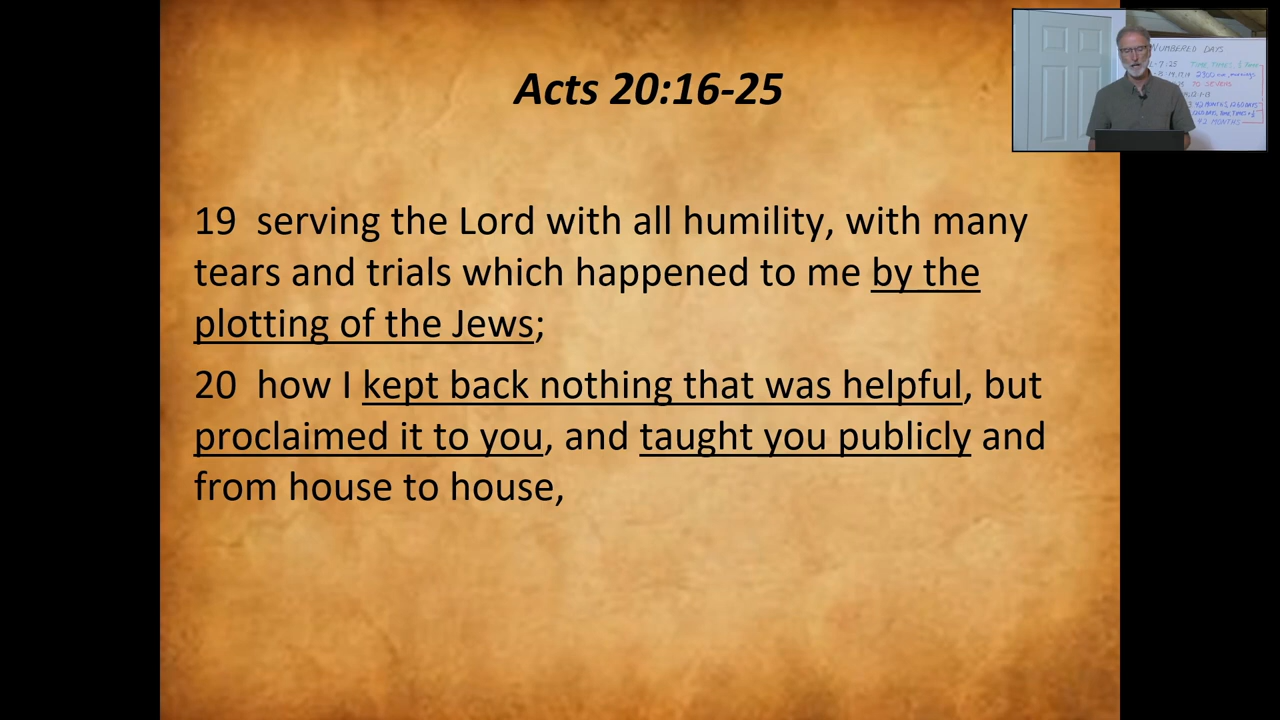 Acts 20:16-25
NUMBERED DAYS
19 serving the Lord with all humility, with many
tears and trials which happened to me by the
plotting of the Jews;
20 how I kept back nothing that was helpful, but
proclaimed it to you, and taught you publicly and
from house to house,
42 MONTHS